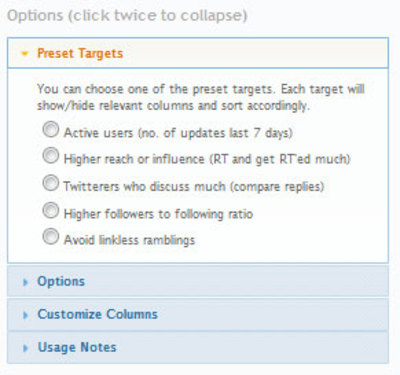 Options (click twice to collapse)
Preset Targets
You can choose one of the preset targets. Each target will
show/hide relevant columns and sort accordingly.
Active users (no. of updates last 7 days)
Higher reach or influence (RT and get RT'ed much)
Twitterers who discuss much (compare replies)
Higher followers to following ratio
Avoid linkless ramblings
Options
Customize Columns
Usage Notes